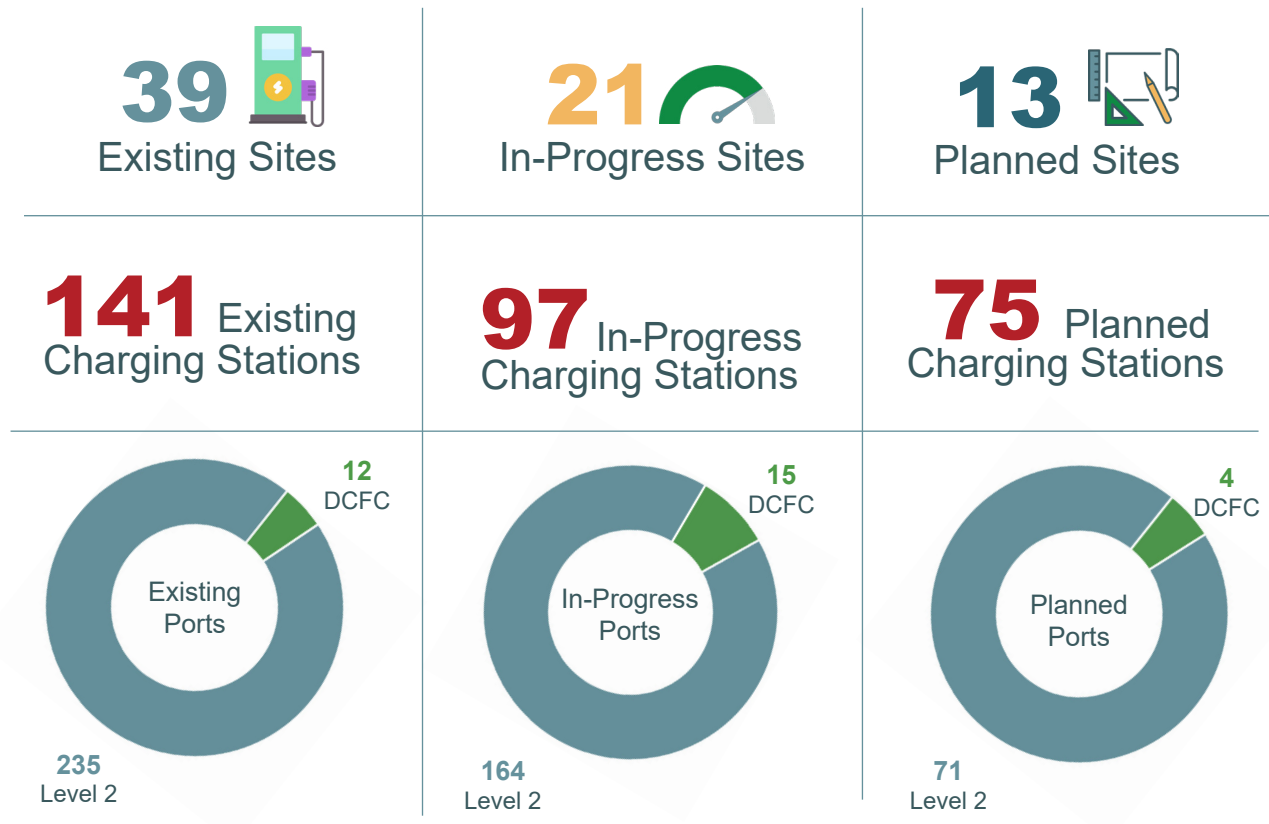 39
Existing Sites
21
In-Progress Sites
13
Planned Sites
141 Existing
Charging Stations
97 In-Progress
Charging Stations
75 Planned
Charging Stations
12
DCFC
Existing
Ports
235
Level 2
15
DCFC
In-Progress
Ports
164
Level 2
4
DCFC
Planned
Ports
71
Level 2